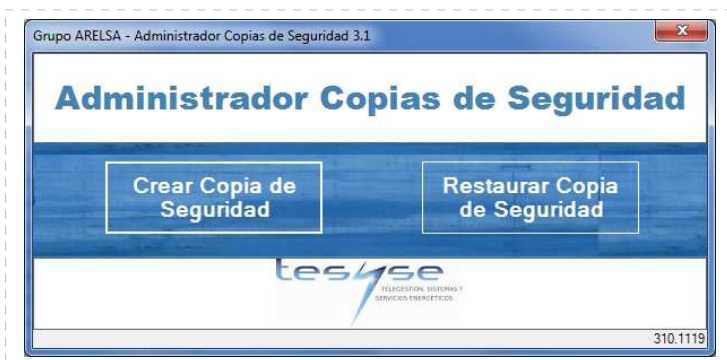 Grupo ARELSA - Administrador Copias de Seguridad 3.1
Administrador Copias de Seguridad
Crear Copia de
Seguridad
Restaurar Copia
de Seguridad
tesyse
TELEGESTIÓN, SISTEMAS Y
SERVICIOS ENERGÉTICOS
310.1119